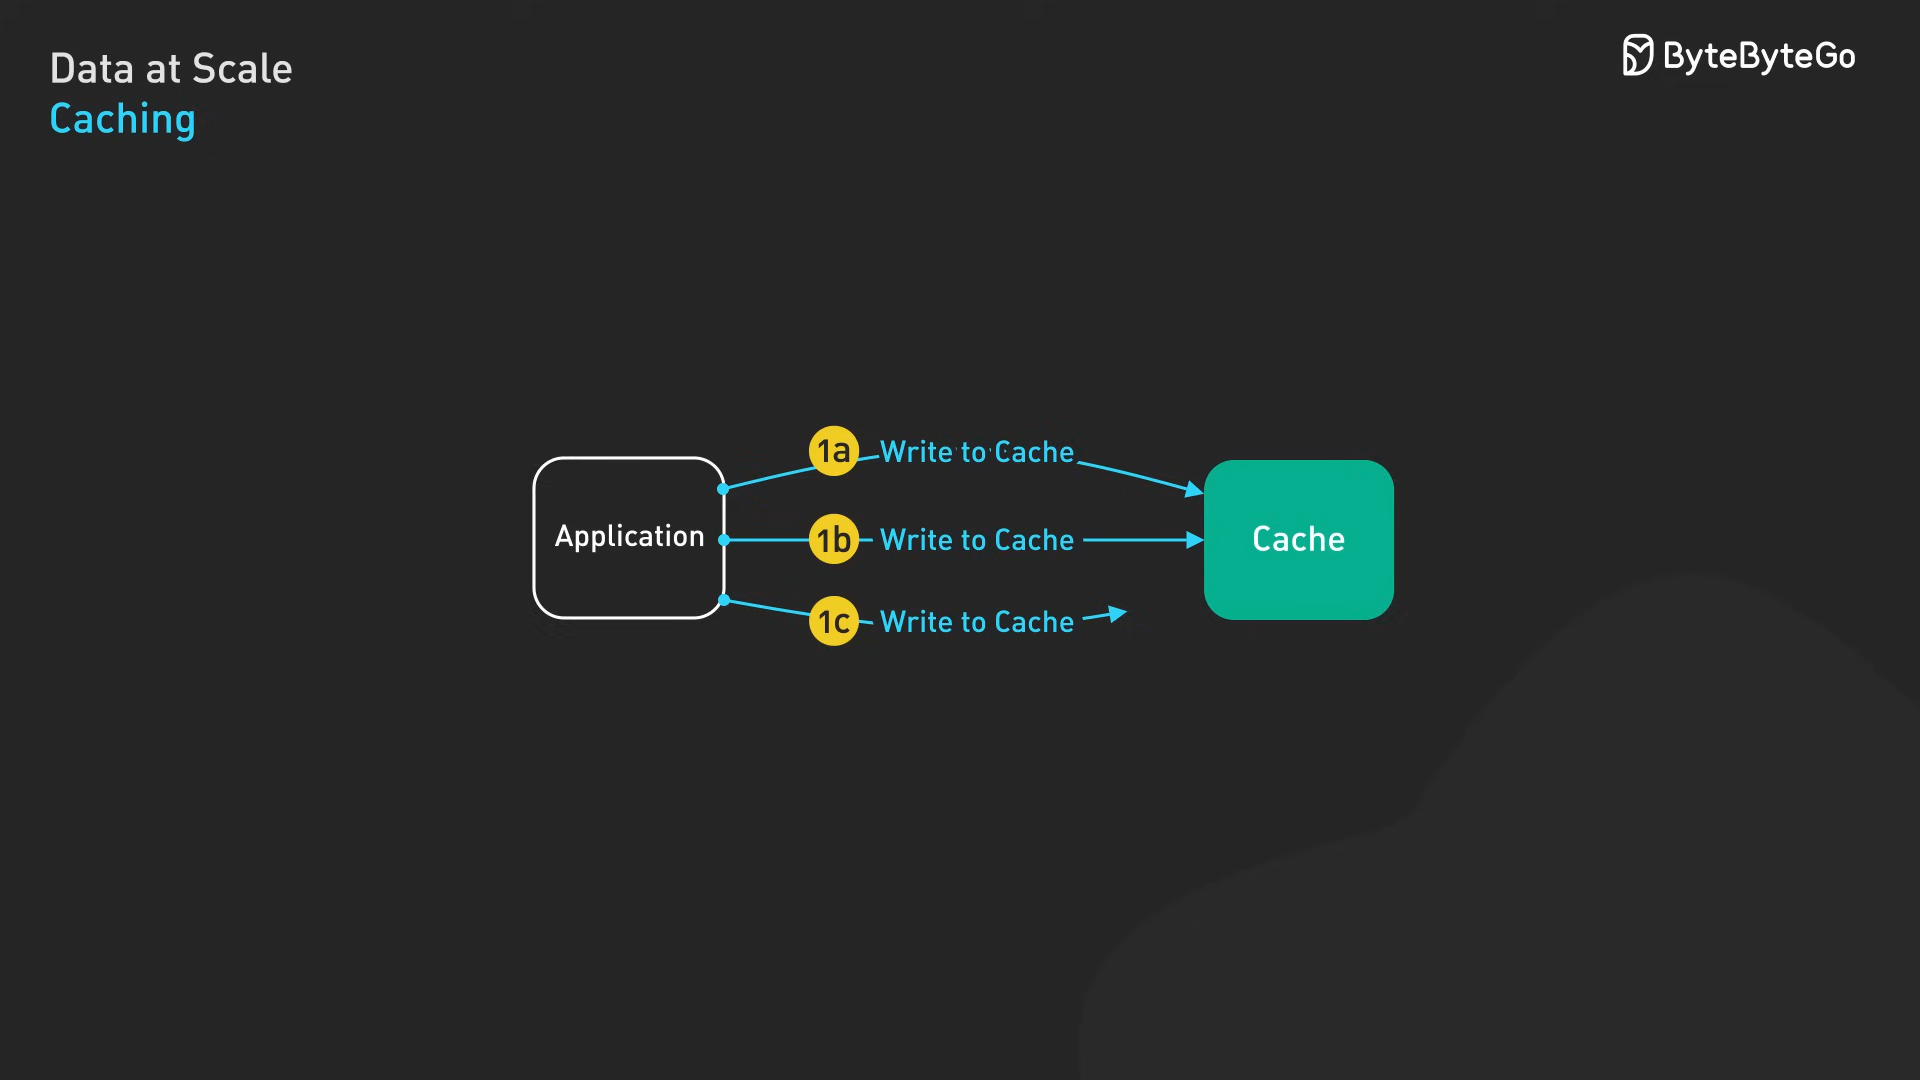 Data at Scale
Caching
ByteByteGo
1a Write to Cache
Application
1b Write to Cache
Cache
1c Write to Cache